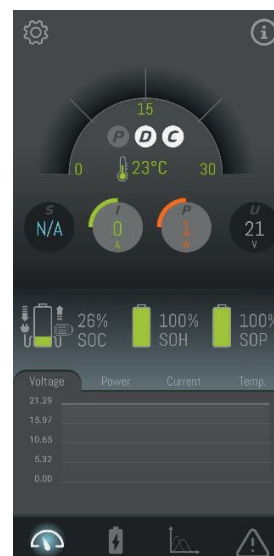 15
P D C
0 23°C 30
S I P U
N/A 0 1 21
A W V
26% 100% 100%
SOC SOH SOP
Voltage Power Current Temp.
21.29
15.97
10.65
5.32
0.00